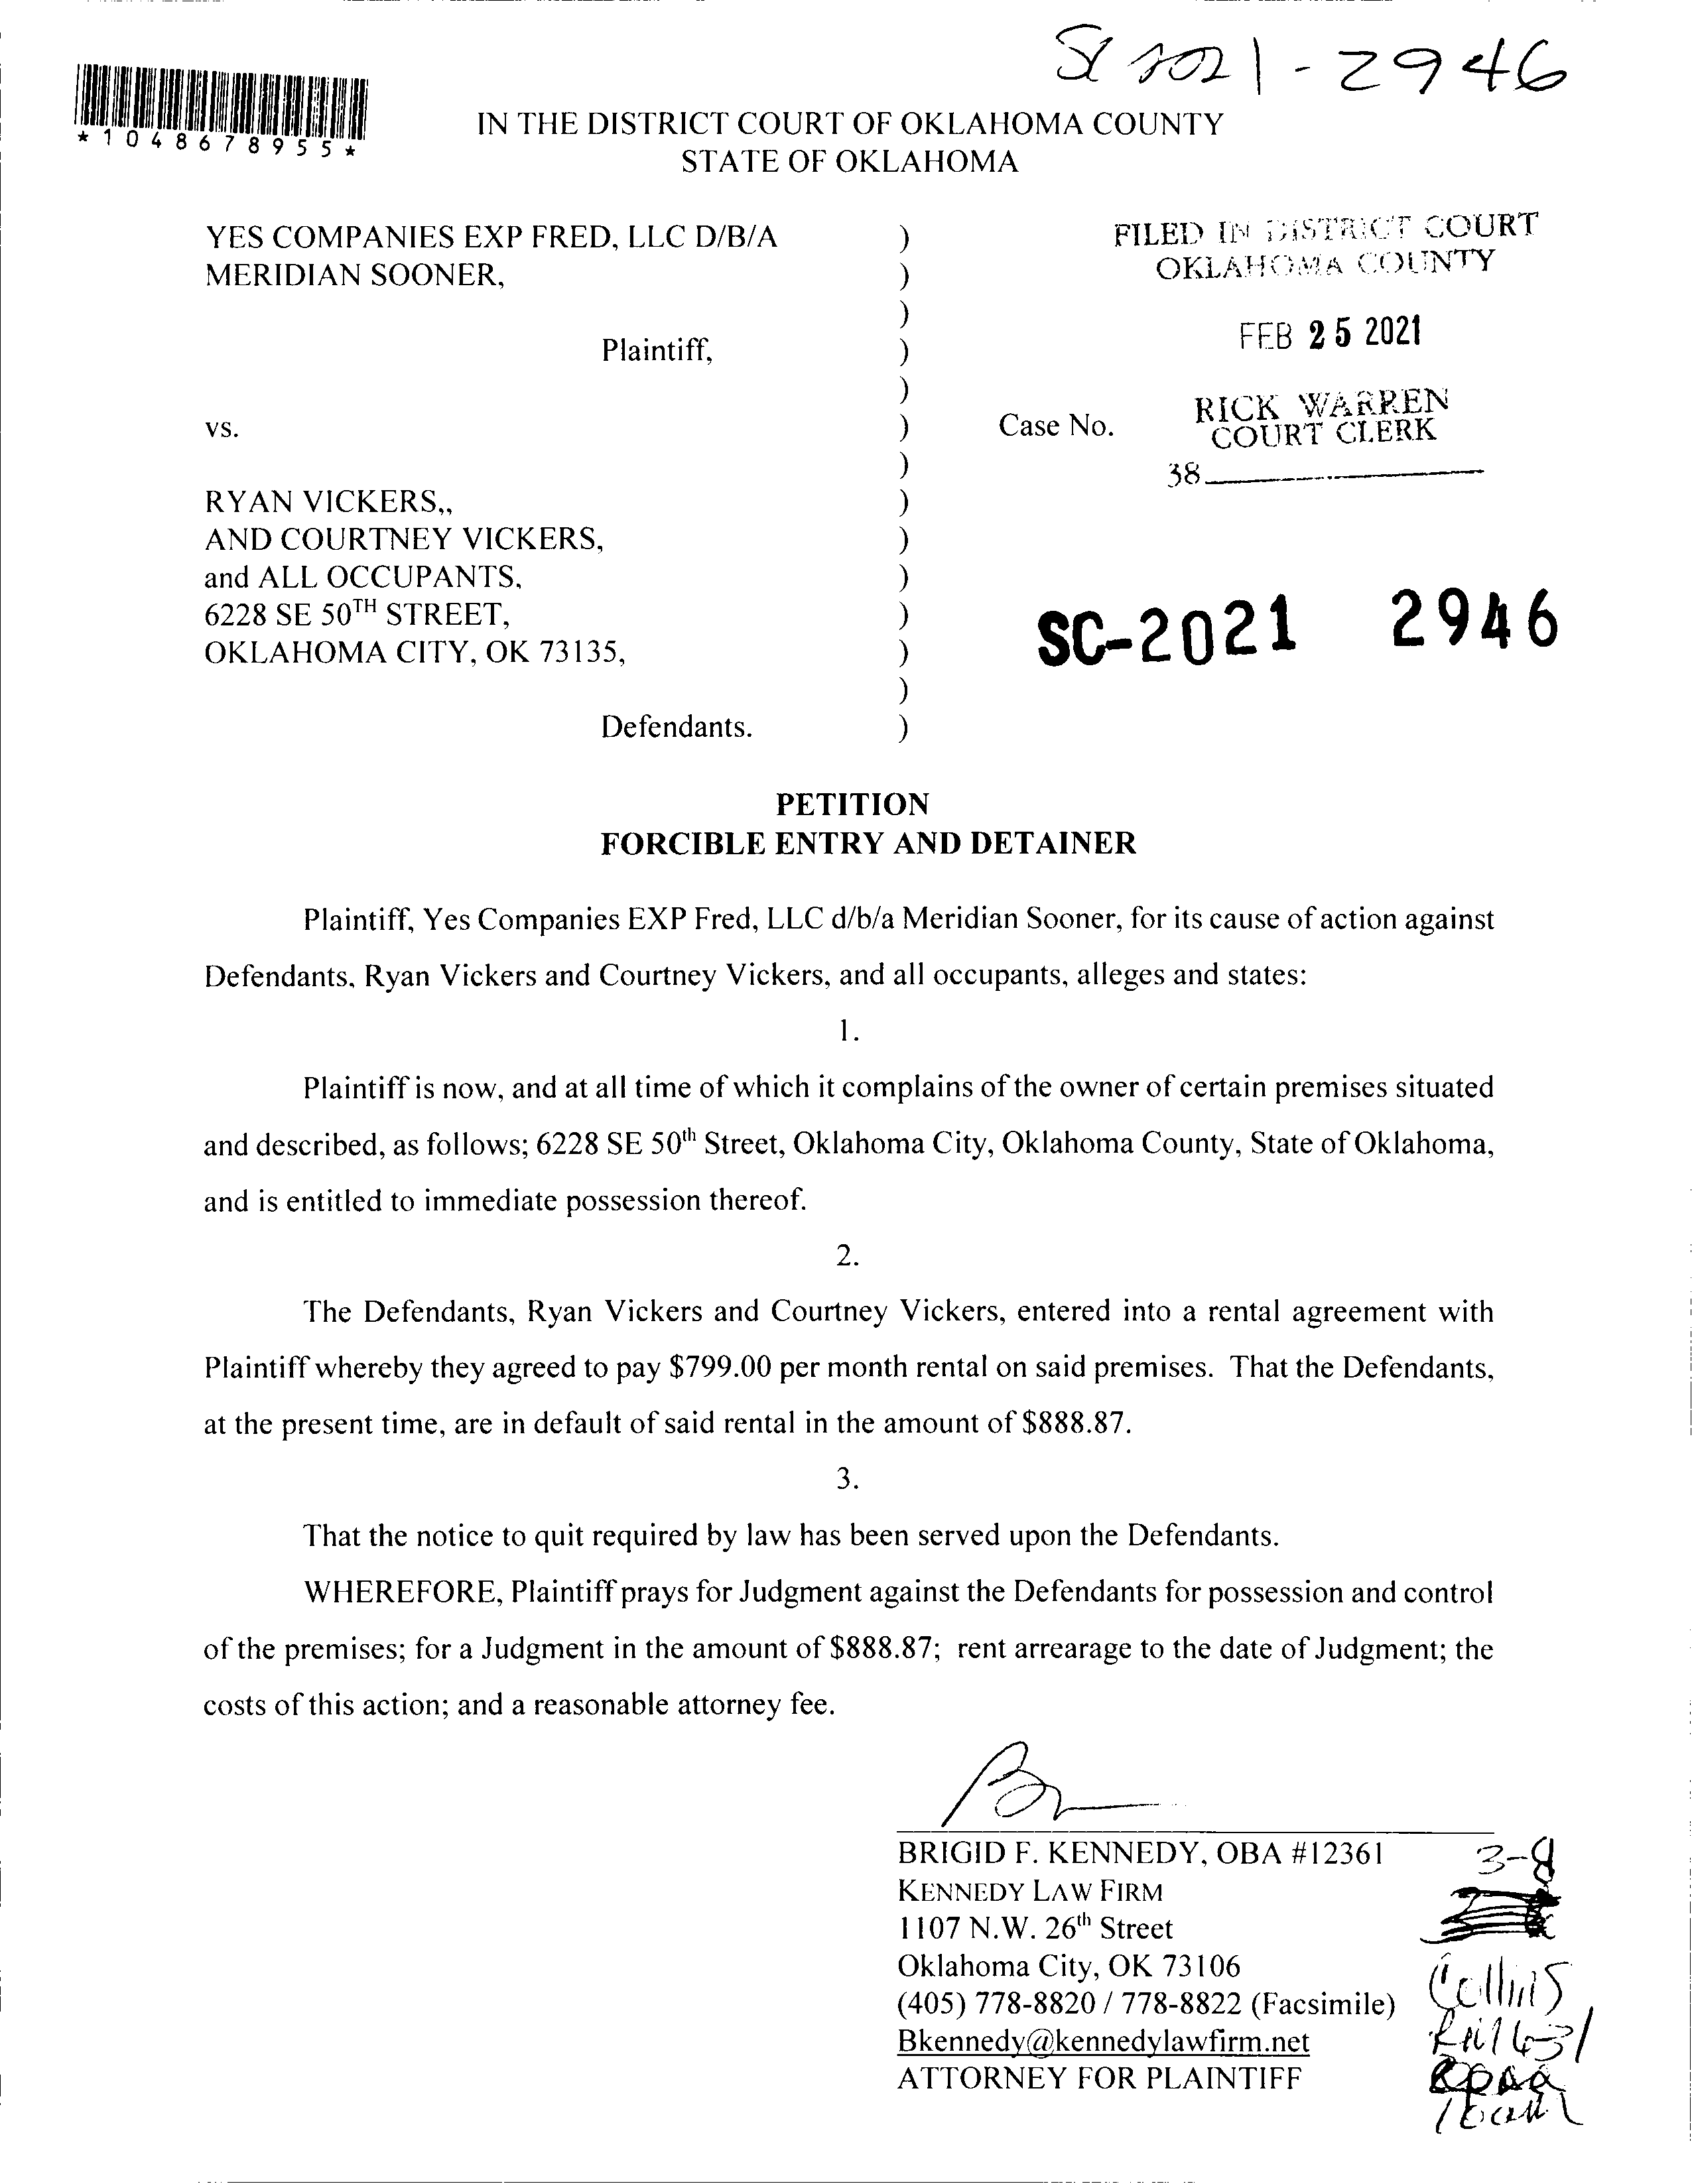 SC 2021-2946
*1048678955*
IN THE DISTRICT COURT OF OKLAHOMA COUNTY
STATE OF OKLAHOMA
YES COMPANIES EXP FRED, LLC D/B/A )
MERIDIAN SOONER, )
)
Plaintiff, )
)
vs. )
)
RYAN VICKERS,, )
AND COURTNEY VICKERS, )
and ALL OCCUPANTS, )
6228 SE 50TH STREET, )
OKLAHOMA CITY, OK 73135, )
)
Defendants. )
FILED IN DISTRICT COURT
OKLAHOMA COUNTY
FEB 25 2021
Case No.
RICK WARREN
COURT CLERK
38
SC-2021 2946
PETITION
FORCIBLE ENTRY AND DETAINER
Plaintiff, Yes Companies EXP Fred, LLC d/b/a Meridian Sooner, for its cause of action against
Defendants, Ryan Vickers and Courtney Vickers, and all occupants, alleges and states:
1.
Plaintiff is now, and at all time of which it complains of the owner of certain premises situated
and described, as follows; 6228 SE 50th Street, Oklahoma City, Oklahoma County, State of Oklahoma,
and is entitled to immediate possession thereof.
2.
The Defendants, Ryan Vickers and Courtney Vickers, entered into a rental agreement with
Plaintiff whereby they agreed to pay $799.00 per month rental on said premises. That the Defendants,
at the present time, are in default of said rental in the amount of $888.87.
3.
That the notice to quit required by law has been served upon the Defendants.
WHEREFORE, Plaintiff prays for Judgment against the Defendants for possession and control
of the premises; for a Judgment in the amount of $888.87; rent arrearage to the date of Judgment; the
costs of this action; and a reasonable attorney fee.
BRIGID F. KENNEDY, OBA #12361
KENNEDY LAW FIRM
1107 N.W. 26th Street
Oklahoma City, OK 73106
(405) 778-8820 / 778-8822 (Facsimile)
Bkennedy@kennedylawfirm.net
ATTORNEY FOR PLAINTIFF
3-8
Collins